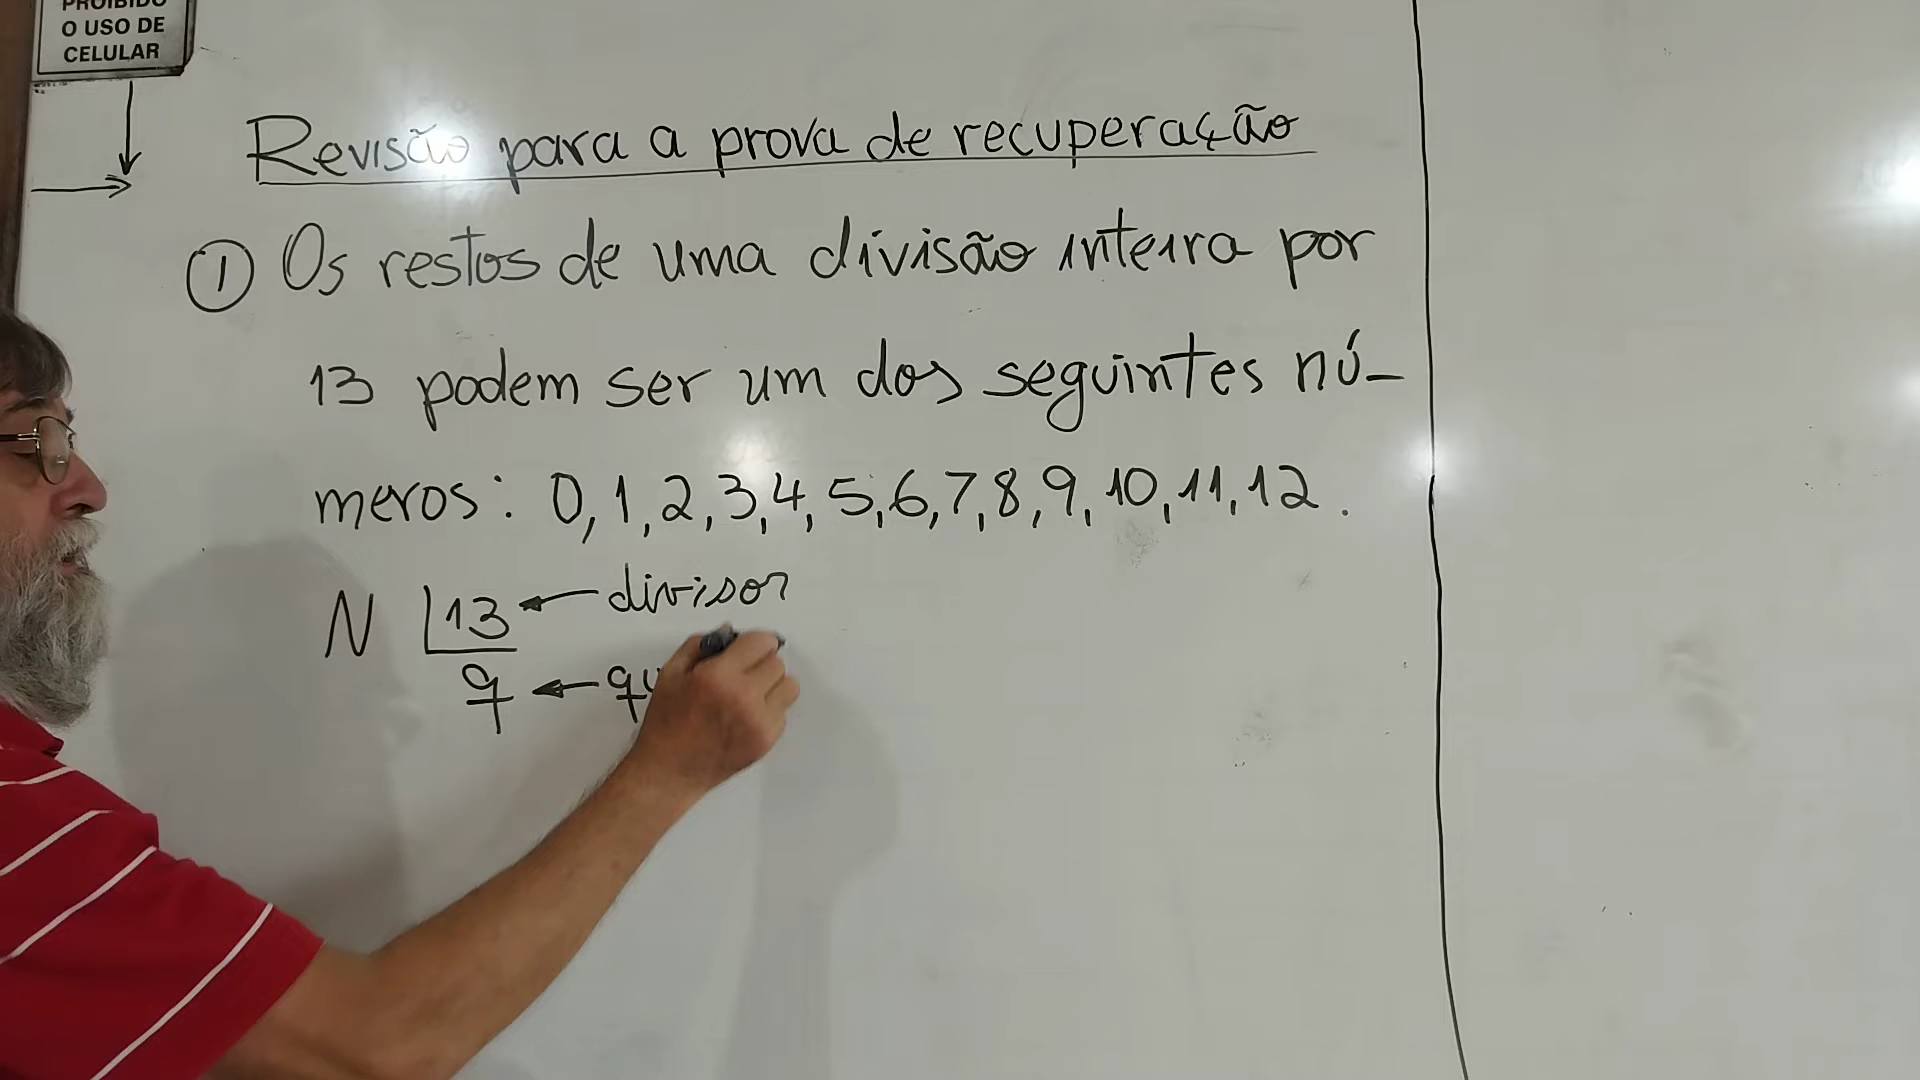 PROIBIDO
O USO DE
CELULAR
Revisão para a prova de recuperação
① Os restos de uma divisão inteira por
13 podem ser um dos seguintes nú-
meros: 0, 1, 2, 3, 4, 5, 6, 7, 8, 9, 10, 11, 12.
N 13 ← divisor
q ← qu